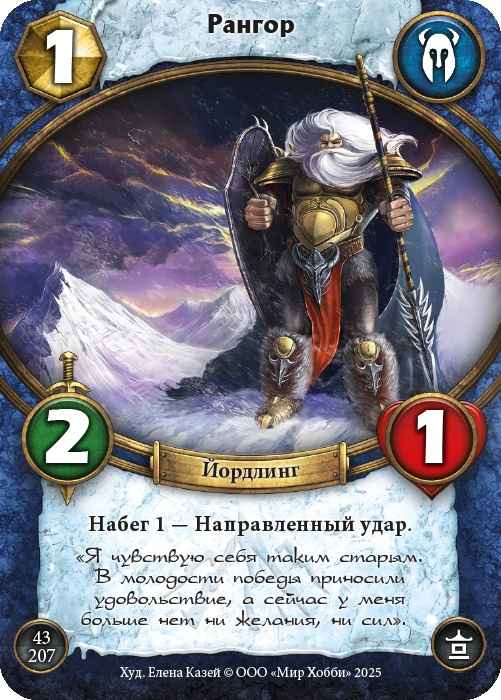 Рангор
1
2
1
Йордлинг
Набег 1 — Направленный удар.
«Я чувствую себя таким старым.
В молодости победы приносили
удовольствие, а сейчас у меня
больше нет ни желания, ни сил».
43
207
Худ. Елена Казей © ООО «Мир Хобби» 2025